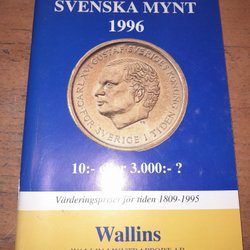 SVENSKA MYNT
1996
CARL XVI GUSTAF SVERIGES KONUNG
FÖR SVERIGE I TIDEN
10:- eller 3.000:- ?
Värderingspriser för tiden 1809-1995
Wallins